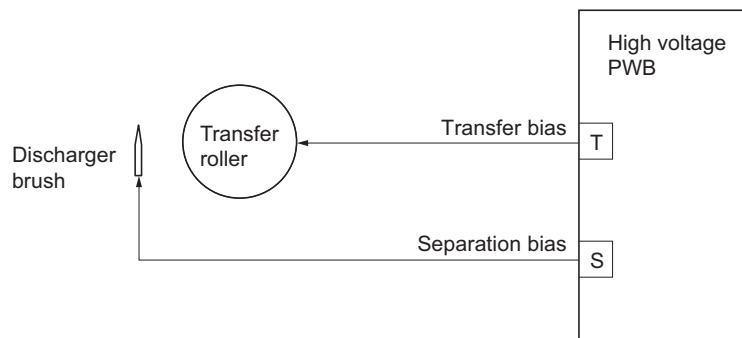 High voltage
PWB
Transfer bias
T
Transfer
roller
Discharger
brush
Separation bias
S